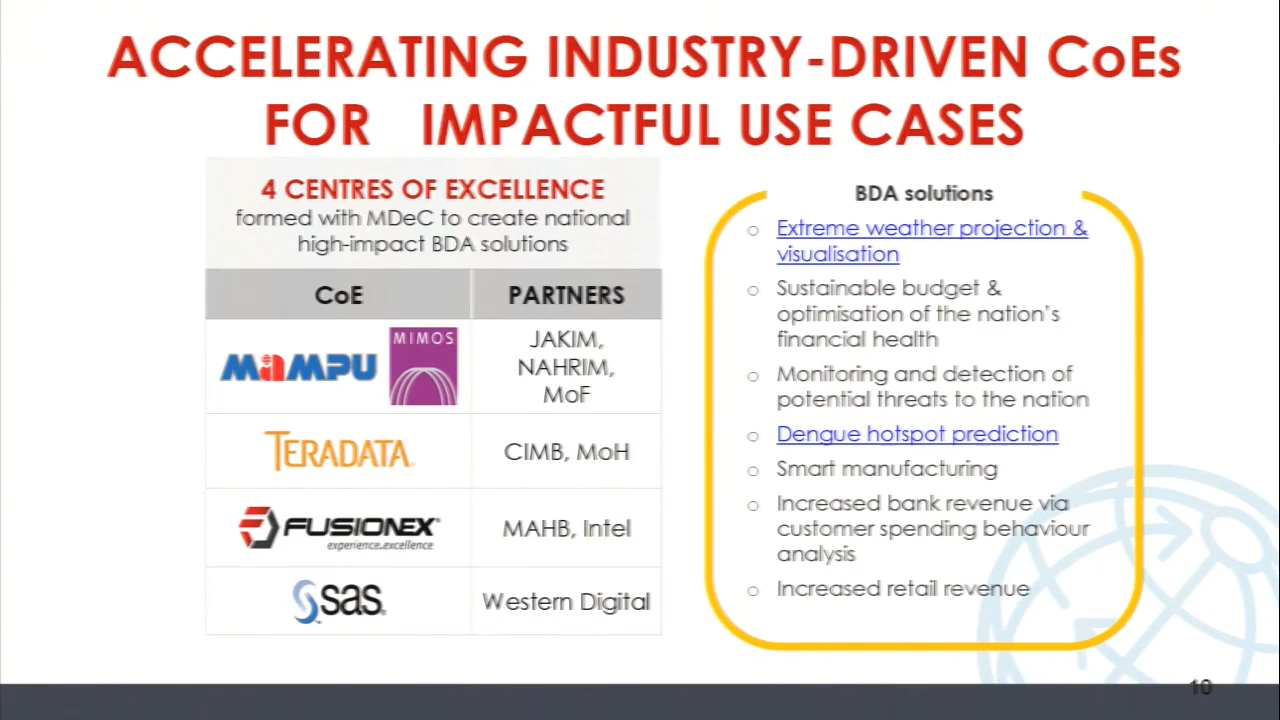 ACCELERATING INDUSTRY-DRIVEN CoEs
FOR IMPACTFUL USE CASES
4 CENTRES OF EXCELLENCE
formed with MDeC to create national
high-impact BDA solutions
CoE PARTNERS
MAMPU MIMOS
JAKIM,
NAHRIM,
MoF
TERADATA. CIMB, MoH
FUSIONEX
experience.excellence
MAHB, Intel
sas Western Digital
BDA solutions
Extreme weather projection &
visualisation
Sustainable budget &
optimisation of the nation's
financial health
Monitoring and detection of
potential threats to the nation
Dengue hotspot prediction
Smart manufacturing
Increased bank revenue via
customer spending behaviour
analysis
Increased retail revenue
10